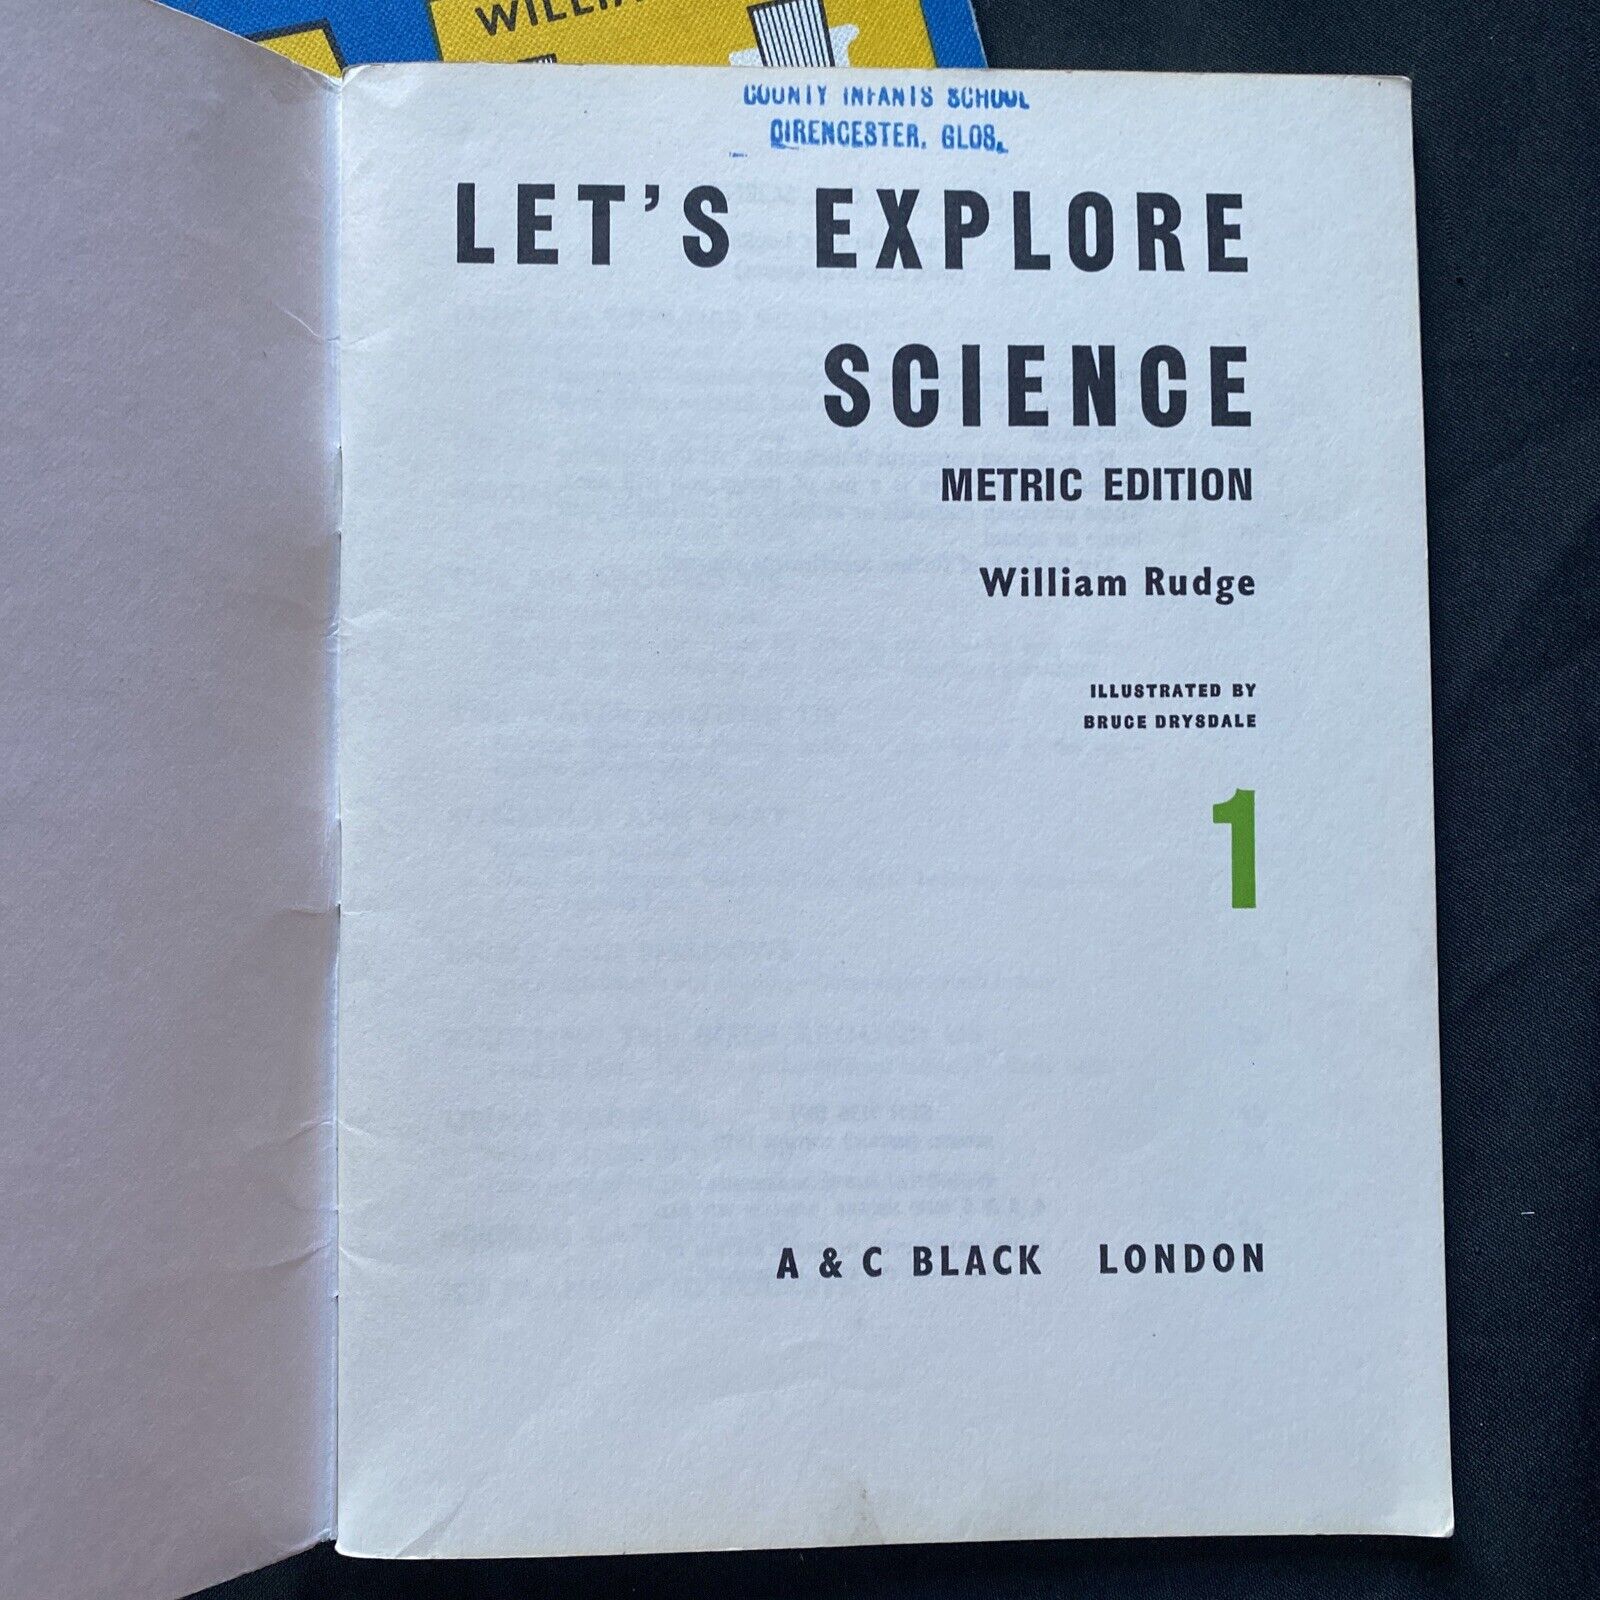 WILLIA
COUNTY INFANTS SCHOOL
CIRENCESTER, GLOS.
LET'S EXPLORE
SCIENCE
METRIC EDITION
William Rudge
ILLUSTRATED BY
BRUCE DRYSDALE
1
A & C BLACK LONDON